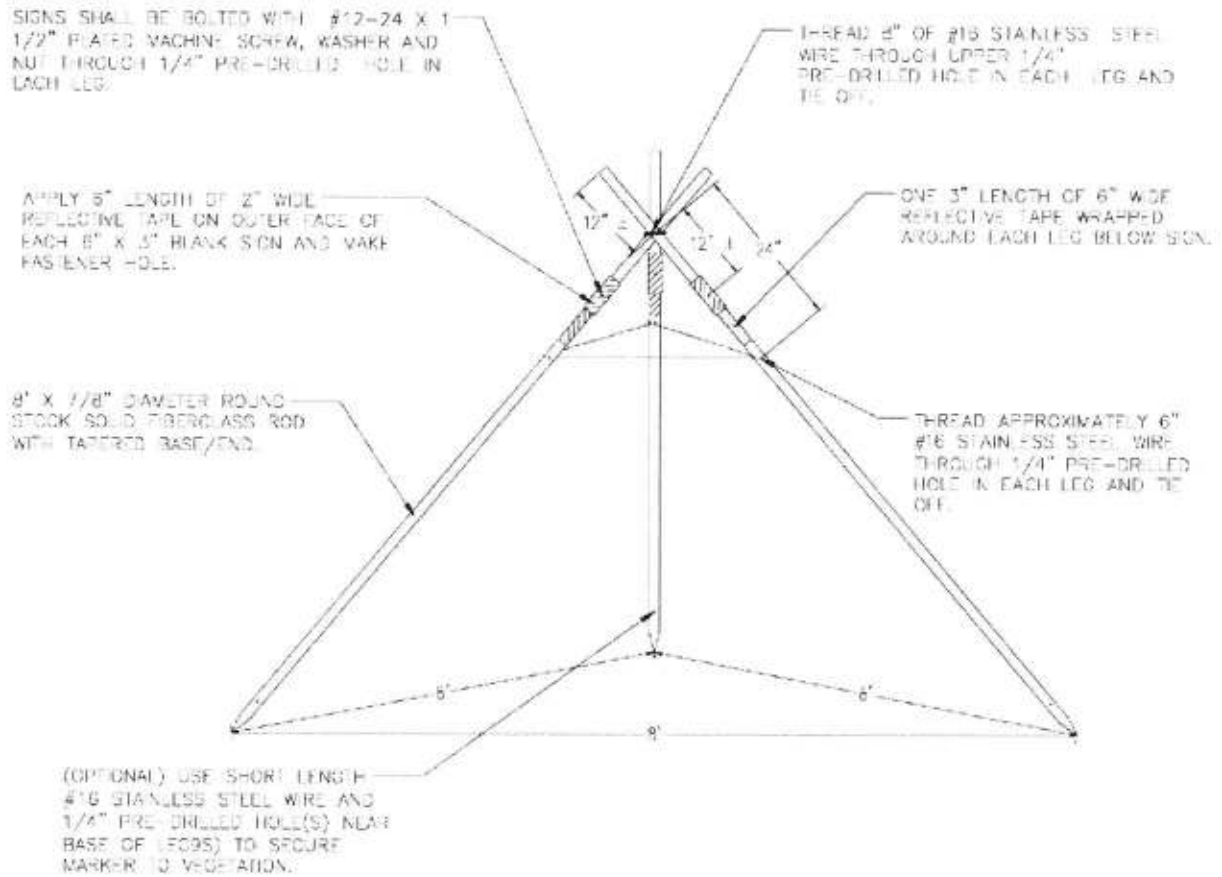 SIGNS SHALL BE BOLTED WITH #12-24 X 1
1/2" PLATED MACHINE SCREW, WASHER AND
NUT THROUGH 1/4" PRE-DRILLED HOLE IN
EACH LEG.
THREAD 8" OF #16 STAINLESS STEEL
WIRE THROUGH UPPER 1/4"
PRE-DRILLED HOLE IN EACH LEG AND
TIE OFF.
APPLY 6" LENGTH OF 2" WIDE
REFLECTIVE TAPE ON OUTER FACE OF
EACH 6" X 3" BLANK SIGN AND MAKE
FASTENER HOLE.
ONE 3" LENGTH OF 6" WIDE
REFLECTIVE TAPE WRAPPED
AROUND EACH LEG BELOW SIGN.
12" ±
12" ±
24"
8' X 7/8" DIAMETER ROUND
STOCK SOLID FIBERGLASS ROD
WITH TAPERED BASE/END.
THREAD APPROXIMATELY 6"
#16 STAINLESS STEEL WIRE
THROUGH 1/4" PRE-DRILLED
HOLE IN EACH LEG AND TIE
OFF.
8'
(OPTIONAL) USE SHORT LENGTH
#16 STAINLESS STEEL WIRE AND
1/4" PRE-DRILLED HOLE(S) NEAR
BASE OF LEG9S) TO SECURE
MARKER TO VEGETATION.